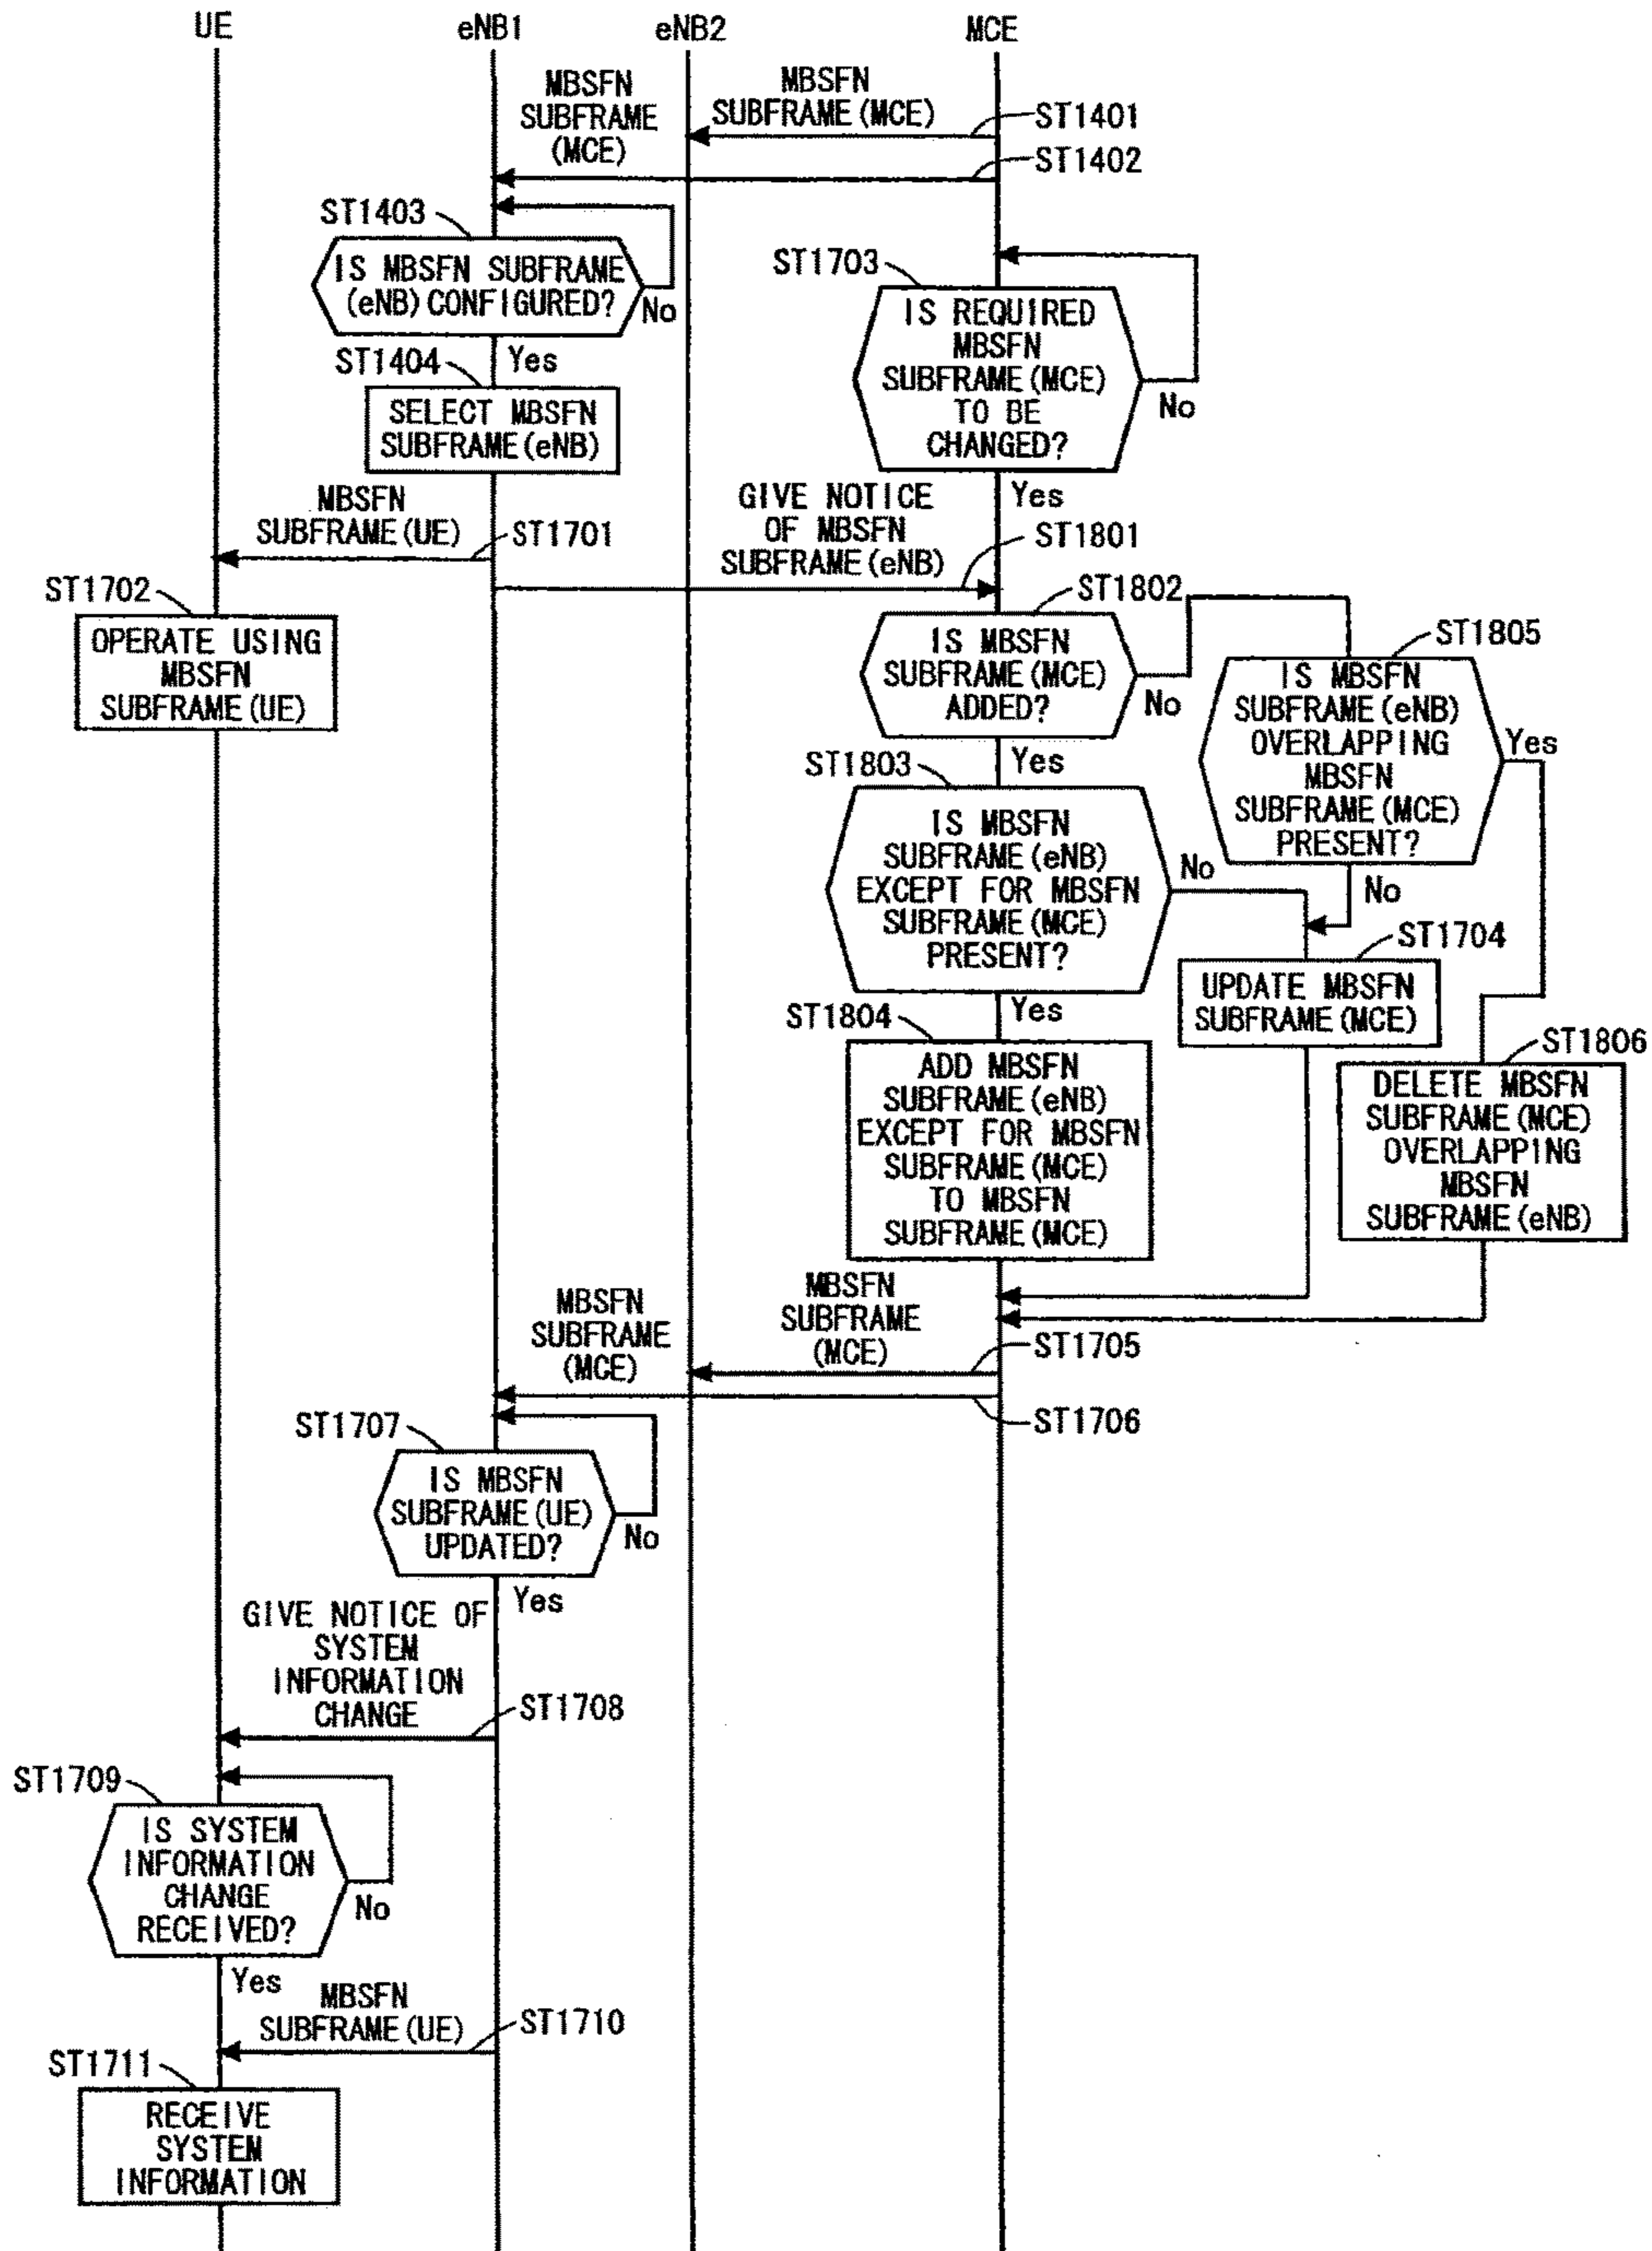 UE
eNB1
eNB2
MCE
MBSFN
SUBFRAME
(MCE)
MBSFN
SUBFRAME(MCE)
ST1401
ST1402
ST1403
IS MBSFN SUBFRAME
(eNB)CONFIGURED?
No
Yes
ST1404
SELECT MBSFN
SUBFRAME(eNB)
ST1703
IS REQUIRED
MBSFN
SUBFRAME(MCE)
TO BE
CHANGED?
No
Yes
MBSFN
SUBFRAME(UE)
ST1701
GIVE NOTICE
OF MBSFN
SUBFRAME(eNB)
ST1801
ST1702
OPERATE USING
MBSFN
SUBFRAME(UE)
ST1802
IS MBSFN
SUBFRAME(MCE)
ADDED?
No
Yes
ST1805
IS MBSFN
SUBFRAME(eNB)
OVERLAPPING
MBSFN
SUBFRAME(MCE)
PRESENT?
Yes
No
ST1803
IS MBSFN
SUBFRAME(eNB)
EXCEPT FOR MBSFN
SUBFRAME(MCE)
PRESENT?
No
Yes
ST1704
UPDATE MBSFN
SUBFRAME(MCE)
ST1804
ADD MBSFN
SUBFRAME(eNB)
EXCEPT FOR MBSFN
SUBFRAME(MCE)
TO MBSFN
SUBFRAME(MCE)
ST1806
DELETE MBSFN
SUBFRAME(MCE)
OVERLAPPING
MBSFN
SUBFRAME(eNB)
MBSFN
SUBFRAME
(MCE)
MBSFN
SUBFRAME
(MCE)
ST1705
ST1706
ST1707
IS MBSFN
SUBFRAME(UE)
UPDATED?
No
Yes
GIVE NOTICE OF
SYSTEM
INFORMATION
CHANGE
ST1708
ST1709
IS SYSTEM
INFORMATION
CHANGE
RECEIVED?
No
Yes
MBSFN
SUBFRAME(UE)
ST1710
ST1711
RECEIVE
SYSTEM
INFORMATION